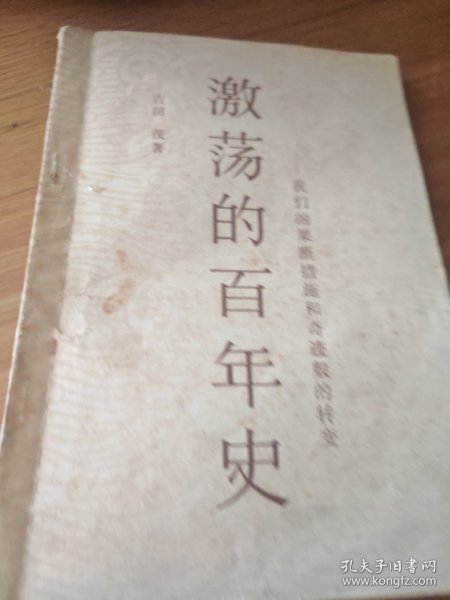 激荡的百年史
我们的果断措施和奇迹般的转变
吉田 茂著
孔夫子旧书网
www.kongfz.com